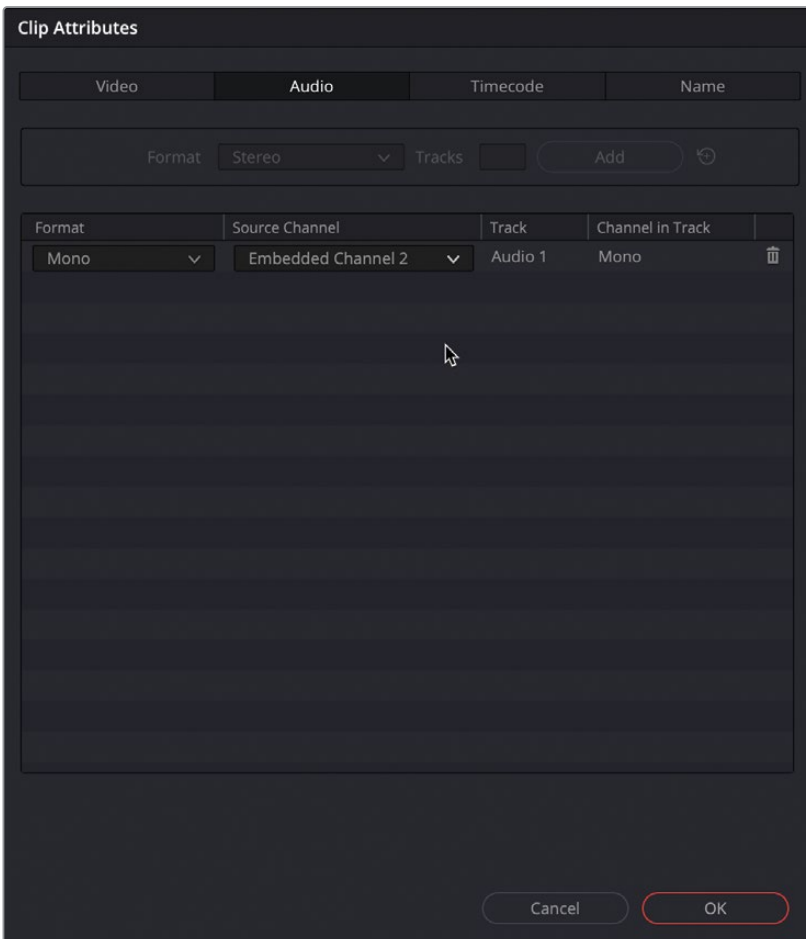 Clip Attributes
Video Audio Timecode Name
Format Stereo Tracks Add
Format Source Channel Track Channel in Track
Mono Embedded Channel 2 Audio 1 Mono
Cancel OK